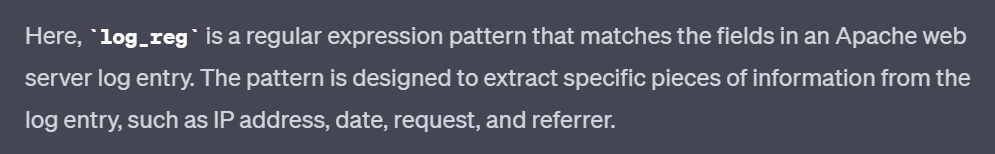 Here, `log_reg` is a regular expression pattern that matches the fields in an Apache web
server log entry. The pattern is designed to extract specific pieces of information from the
log entry, such as IP address, date, request, and referrer.